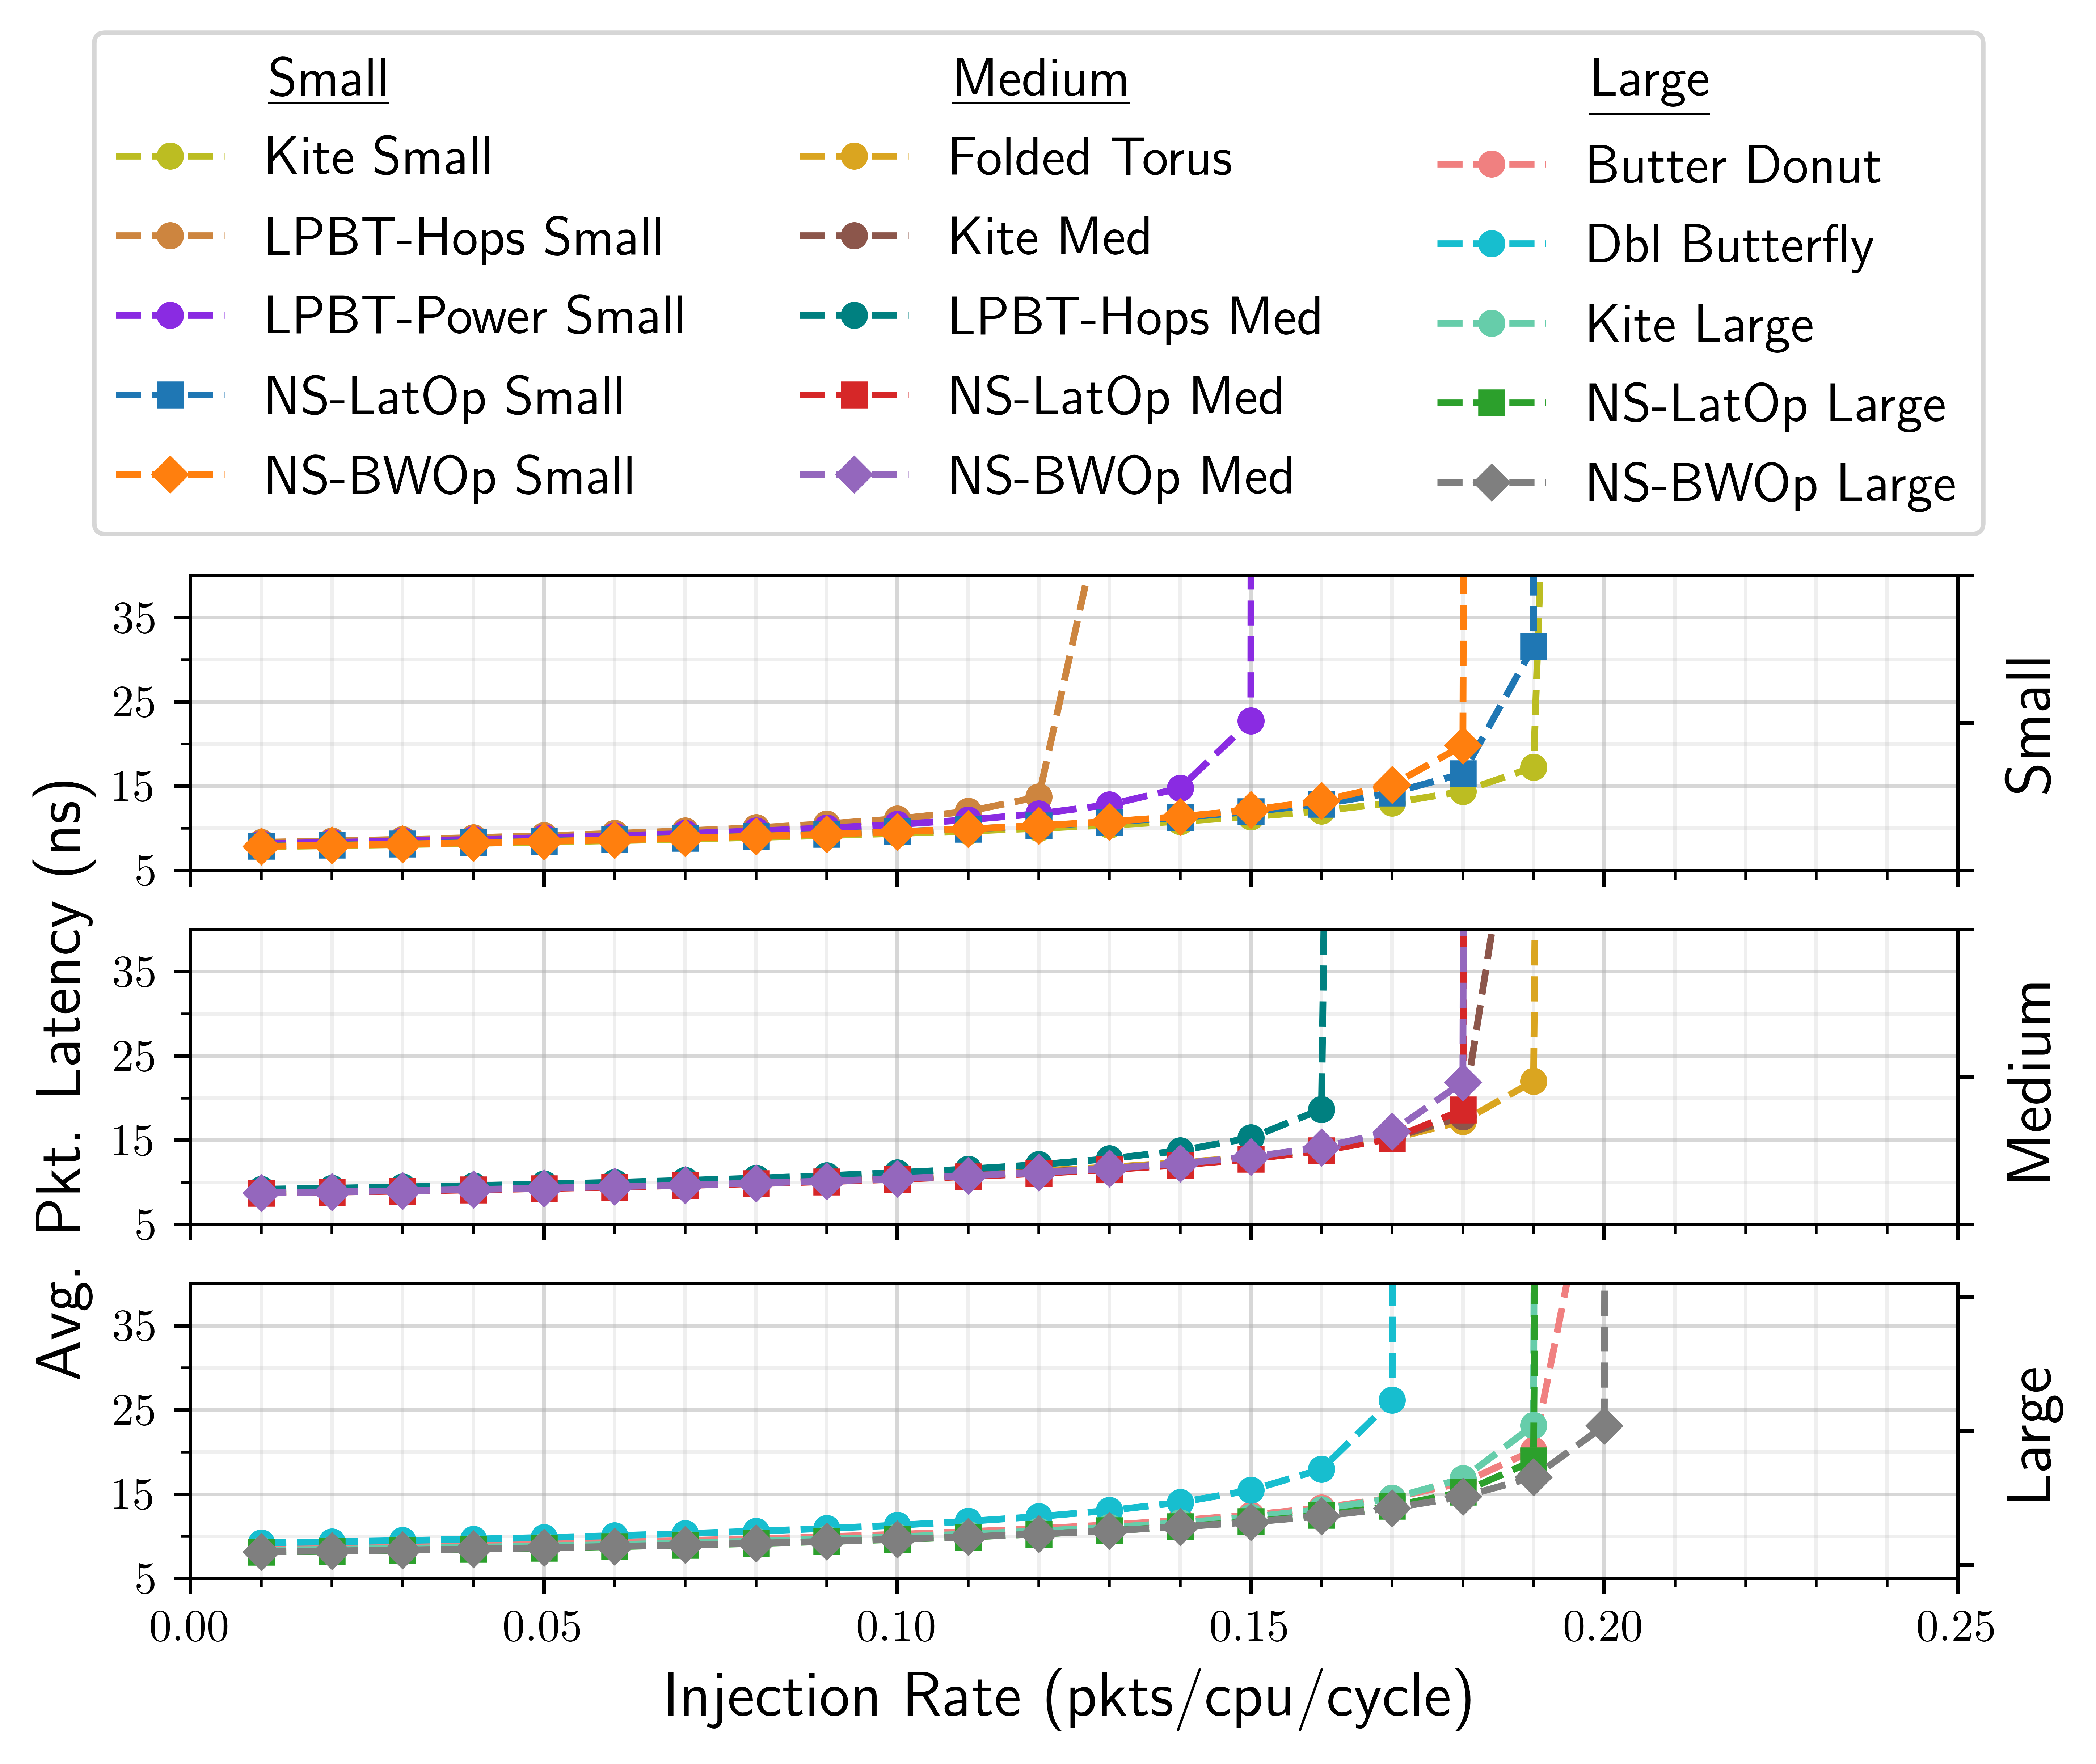 Small
Kite Small
LPBT-Hops Small
LPBT-Power Small
NS-LatOp Small
NS-BWOp Small
Medium
Folded Torus
Kite Med
LPBT-Hops Med
NS-LatOp Med
NS-BWOp Med
Large
Butter Donut
Dbl Butterfly
Kite Large
NS-LatOp Large
NS-BWOp Large
Avg. Pkt. Latency (ns)
35
25
15
5
Small
35
25
15
5
Medium
35
25
15
5
Large
0.00 0.05 0.10 0.15 0.20 0.25
Injection Rate (pkts/cpu/cycle)